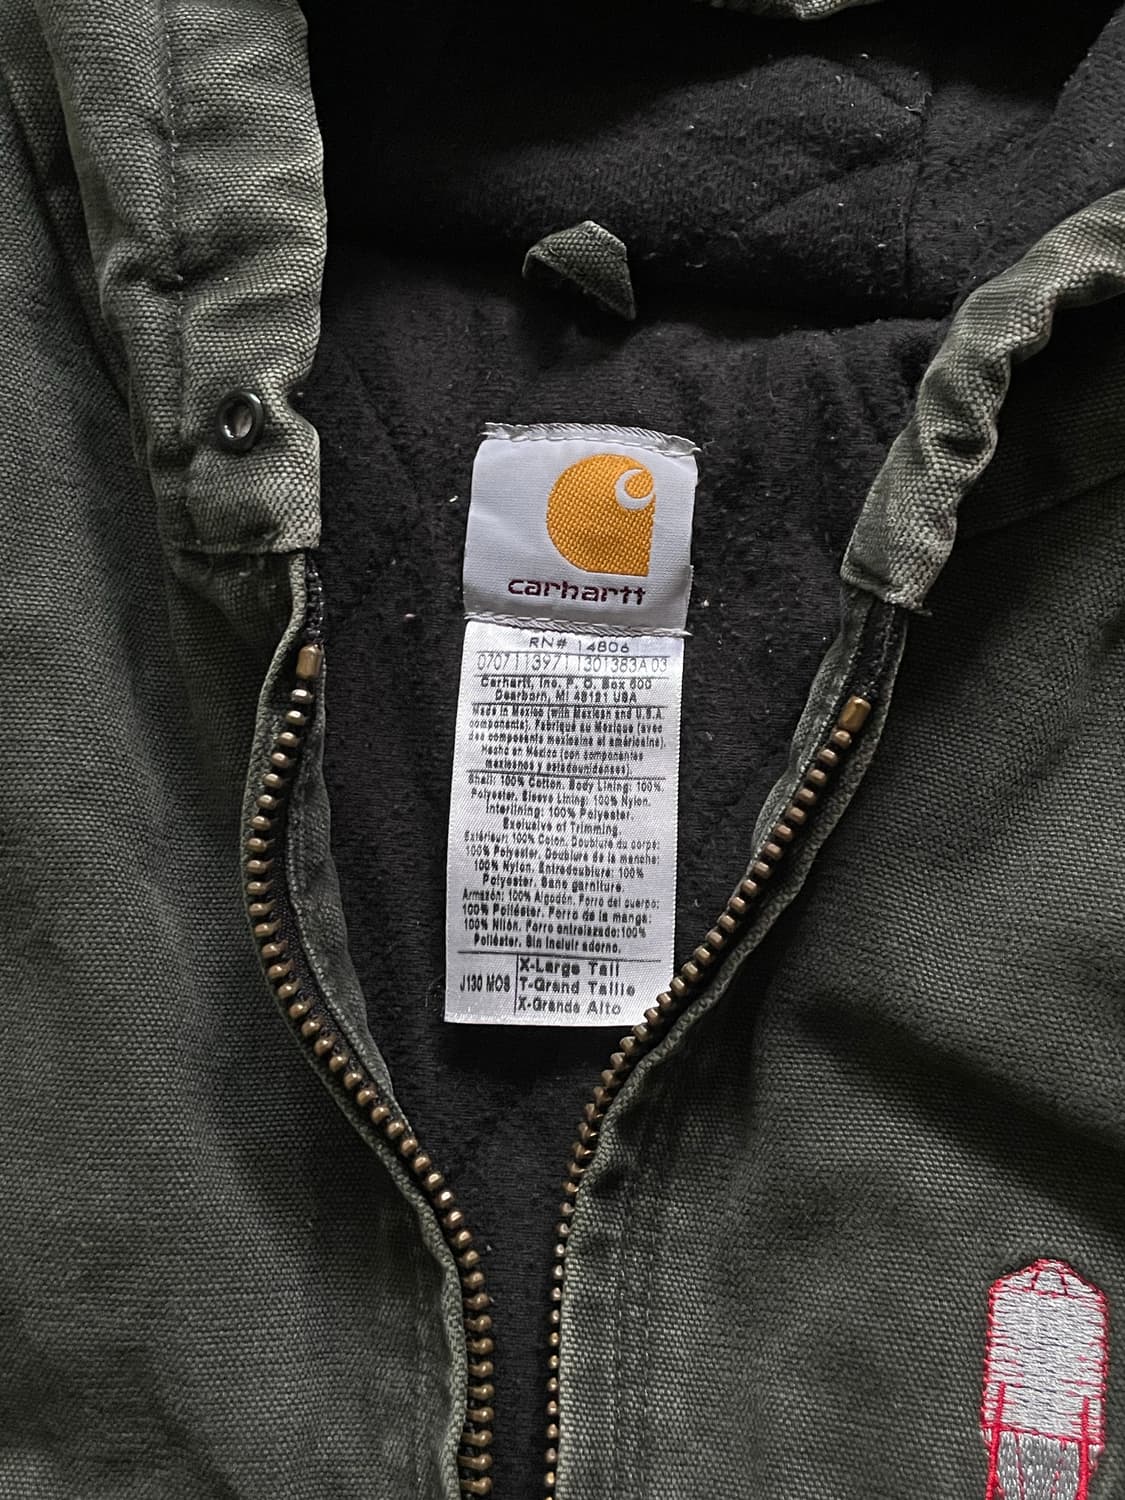 carhartt
RN# 14806
0707113971 1301383A 03
Carhartt, Inc. P. O. Box 600
Dearborn, MI 48121 USA
Made in Mexico (with Mexican and U.S.A
components). Fabriqué au Mexique (avec
des composants mexicains et américains).
Hecho en México (con componentes
mexicanos y estadounidenses).
Shell: 100% Cotton. Body Lining: 100%
Polyester. Sleeve Lining: 100% Nylon.
Interlining: 100% Polyester.
Exclusive of Trimming.
Extérieur: 100% Coton. Doublure du corps:
100% Polyester. Doublure de la manche:
100% Nylon. Entredoublure: 100%
Polyester. Sans garniture.
Armazón: 100% Algodón. Forro del cuerpo:
100% Poliéster. Forro de la manga:
100% Nilón. Forro entrelazado:100%
Poliéster. Sin incluir adorno.
J130 MOS
X-Large Tall
T-Grand Taille
X-Grande Alto